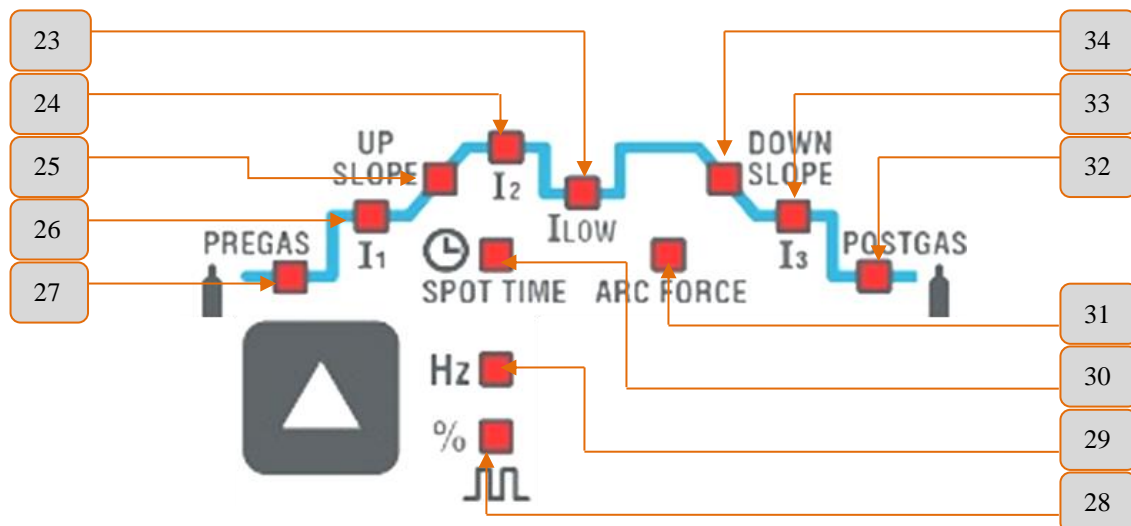 23
34
24
33
UP
DOWN
25
SLOPE
SLOPE
32
I2
26
ILOW
PREGAS
I1
I3
POSTGAS
27
SPOT TIME
ARC FORCE
31
Hz
30
%
29
28